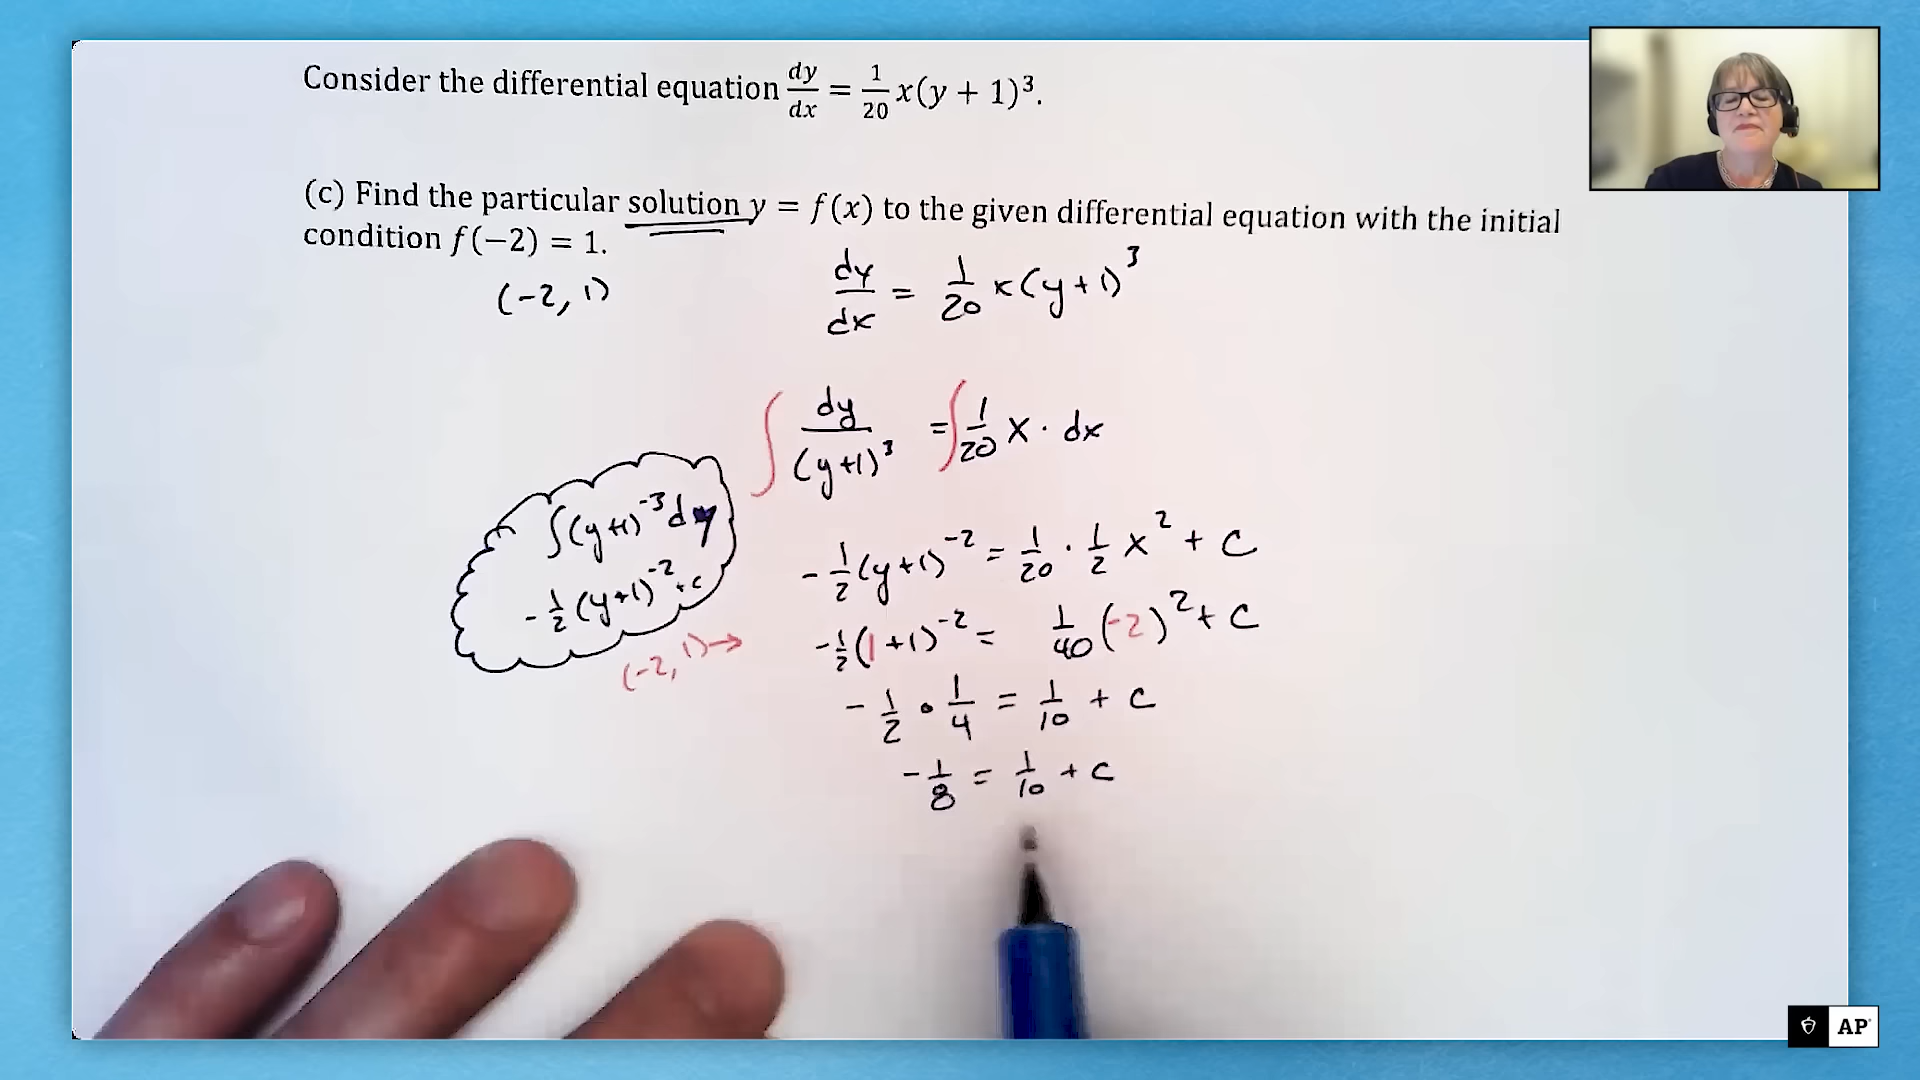 Consider the differential equation dy/dx = 1/20 x(y + 1)³.
(c) Find the particular solution y = f(x) to the given differential equation with the initial
condition f(−2) = 1.
(-2, 1)
dy/dx = 1/20 x(y+1)³
∫ dy/(y+1)³ = ∫ 1/20 x · dx
∫(y+1)⁻³ dy
-1/2 (y+1)⁻² + c
-1/2 (y+1)⁻² = 1/20 · 1/2 x² + C
(-2, 1)→
-1/2 (1+1)⁻² = 1/40 (-2)² + C
-1/2 • 1/4 = 1/10 + C
-1/8 = 1/10 + C
AP